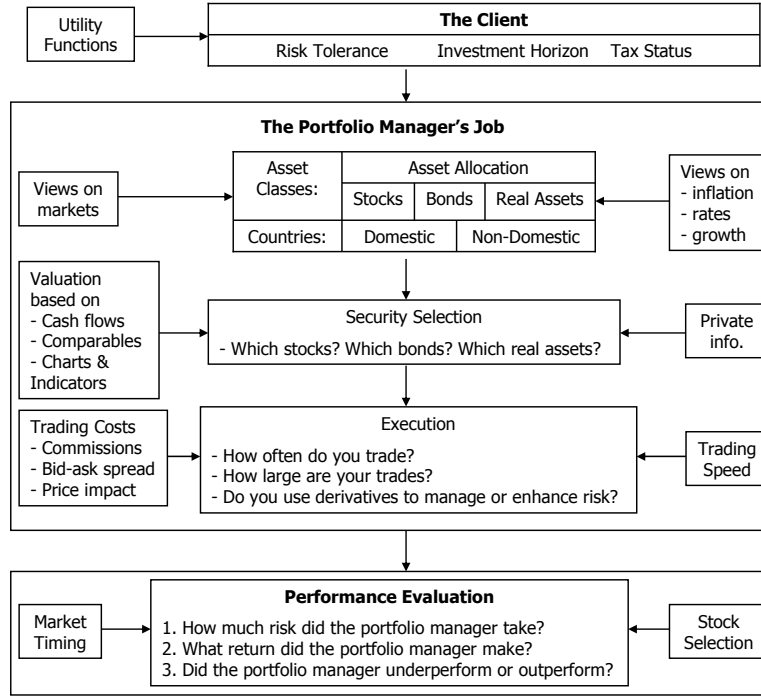 Utility
Functions
The Client
Risk Tolerance Investment Horizon Tax Status
The Portfolio Manager's Job
Views on
markets
Asset
Classes:
Asset Allocation
Stocks Bonds Real Assets
Countries: Domestic Non-Domestic
Views on
- inflation
- rates
- growth
Valuation
based on
- Cash flows
- Comparables
- Charts &
Indicators
Security Selection
- Which stocks? Which bonds? Which real assets?
Private
info.
Trading Costs
- Commissions
- Bid-ask spread
- Price impact
Execution
- How often do you trade?
- How large are your trades?
- Do you use derivatives to manage or enhance risk?
Trading
Speed
Market
Timing
Performance Evaluation
1. How much risk did the portfolio manager take?
2. What return did the portfolio manager make?
3. Did the portfolio manager underperform or outperform?
Stock
Selection